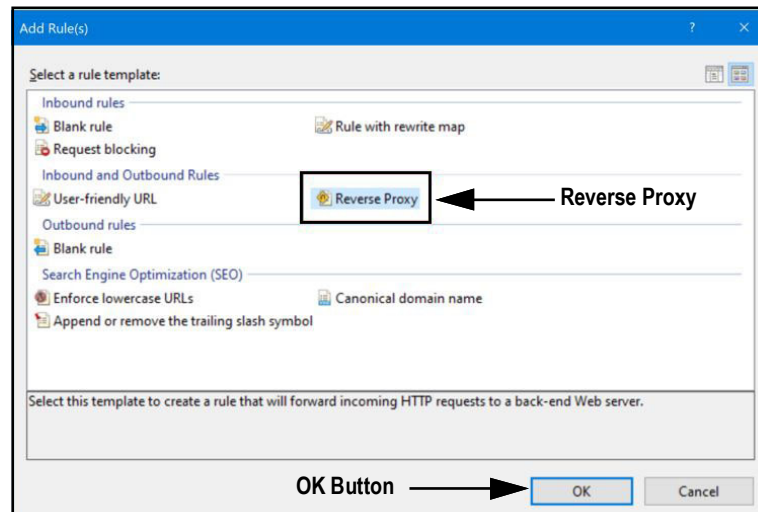 Add Rule(s)
Select a rule template:
Inbound rules
Blank rule
Rule with rewrite map
Request blocking
Inbound and Outbound Rules
User-friendly URL
Reverse Proxy
Reverse Proxy
Outbound rules
Blank rule
Search Engine Optimization (SEO)
Enforce lowercase URLs
Canonical domain name
Append or remove the trailing slash symbol
Select this template to create a rule that will forward incoming HTTP requests to a back-end Web server.
OK Button
OK
Cancel